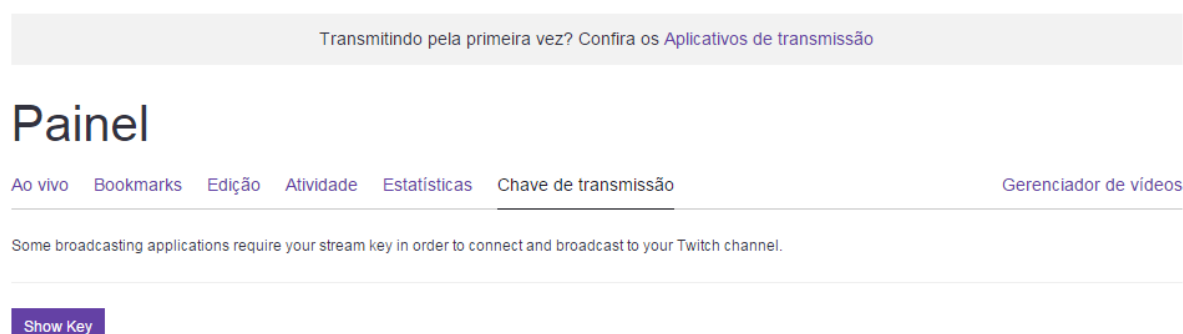 Transmitindo pela primeira vez? Confira os Aplicativos de transmissão
Painel
Ao vivo Bookmarks Edição Atividade Estatísticas Chave de transmissão Gerenciador de vídeos
Some broadcasting applications require your stream key in order to connect and broadcast to your Twitch channel.
Show Key